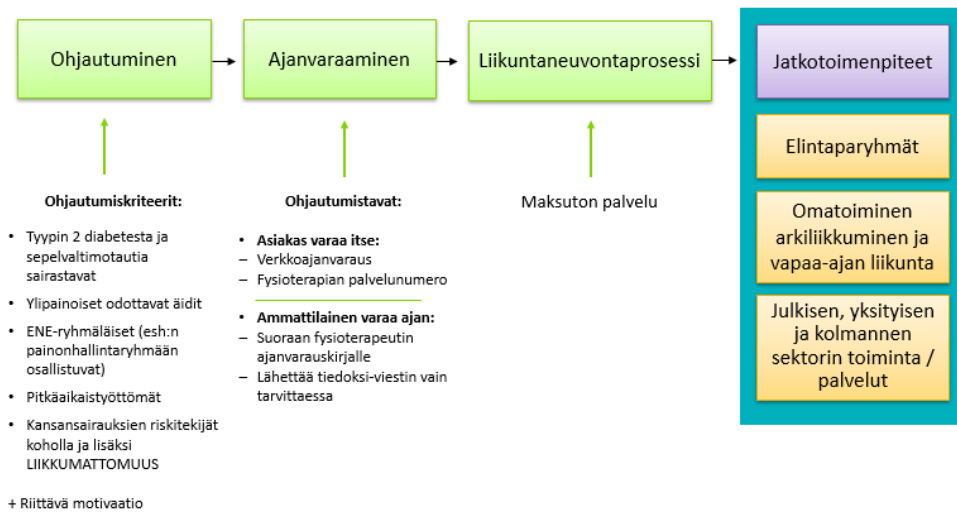 Ohjautuminen
Ajanvaraaminen
Liikuntaneuvontaprosessi
Jatkotoimenpiteet
Elintaparyhmät
Omatoiminen
arkiliikkuminen ja
vapaa-ajan liikunta
Julkisen, yksityisen
ja kolmannen
sektorin toiminta /
palvelut
Ohjautumiskriteerit:
• Tyypin 2 diabetesta ja
sepelvaltimotautia
sairastavat
• Ylipainoiset odottavat äidit
• ENE-ryhmäläiset (esh:n
painonhallintaryhmään
osallistuvat)
• Pitkäaikaistyöttömät
• Kansansairauksien riskitekijät
koholla ja lisäksi
LIIKKUMATTOMUUS
+ Riittävä motivaatio
Ohjautumistavat:
• Asiakas varaa itse:
– Verkkoajanvaraus
– Fysioterapian palvelunumero
• Ammattilainen varaa ajan:
– Suoraan fysioterapeutin
ajanvarauskirjalle
– Lähettää tiedoksi-viestin vain
tarvittaessa
Maksuton palvelu